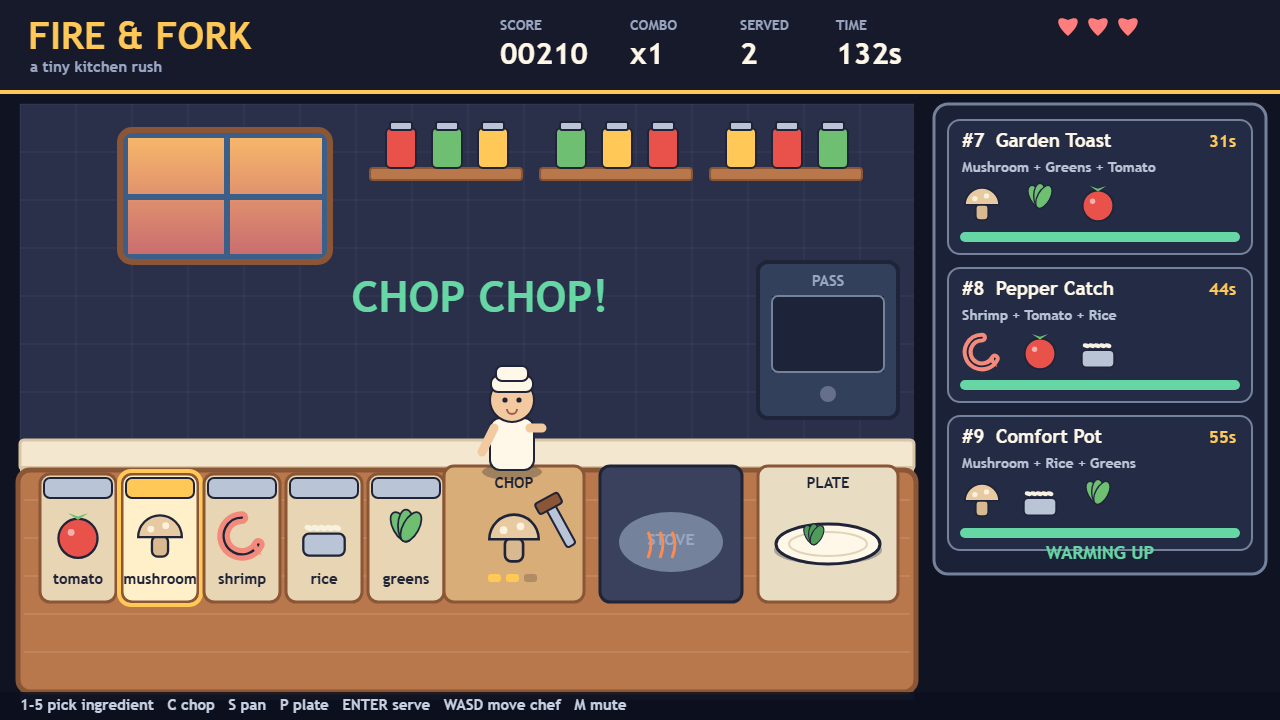 FIRE & FORK
a tiny kitchen rush
SCORE
00210
COMBO
x1
SERVED
2
TIME
132s
#7 Garden Toast 31s
Mushroom + Greens + Tomato
#8 Pepper Catch 44s
Shrimp + Tomato + Rice
#9 Comfort Pot 55s
Mushroom + Rice + Greens
WARMING UP
CHOP CHOP!
PASS
tomato
mushroom
shrimp
rice
greens
CHOP
STOVE
PLATE
1-5 pick ingredient C chop S pan P plate ENTER serve WASD move chef M mute